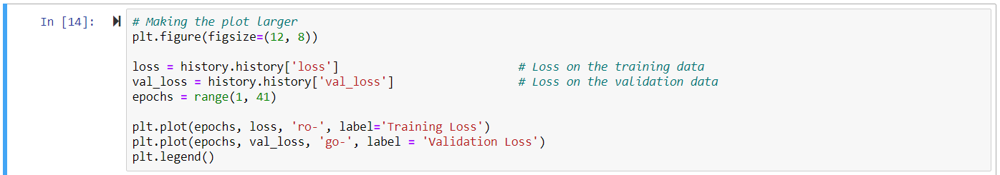 In [14]:
# Making the plot larger
plt.figure(figsize=(12, 8))
loss = history.history['loss'] # Loss on the training data
val_loss = history.history['val_loss'] # Loss on the validation data
epochs = range(1, 41)
plt.plot(epochs, loss, 'ro-', label='Training Loss')
plt.plot(epochs, val_loss, 'go-', label = 'Validation Loss')
plt.legend()